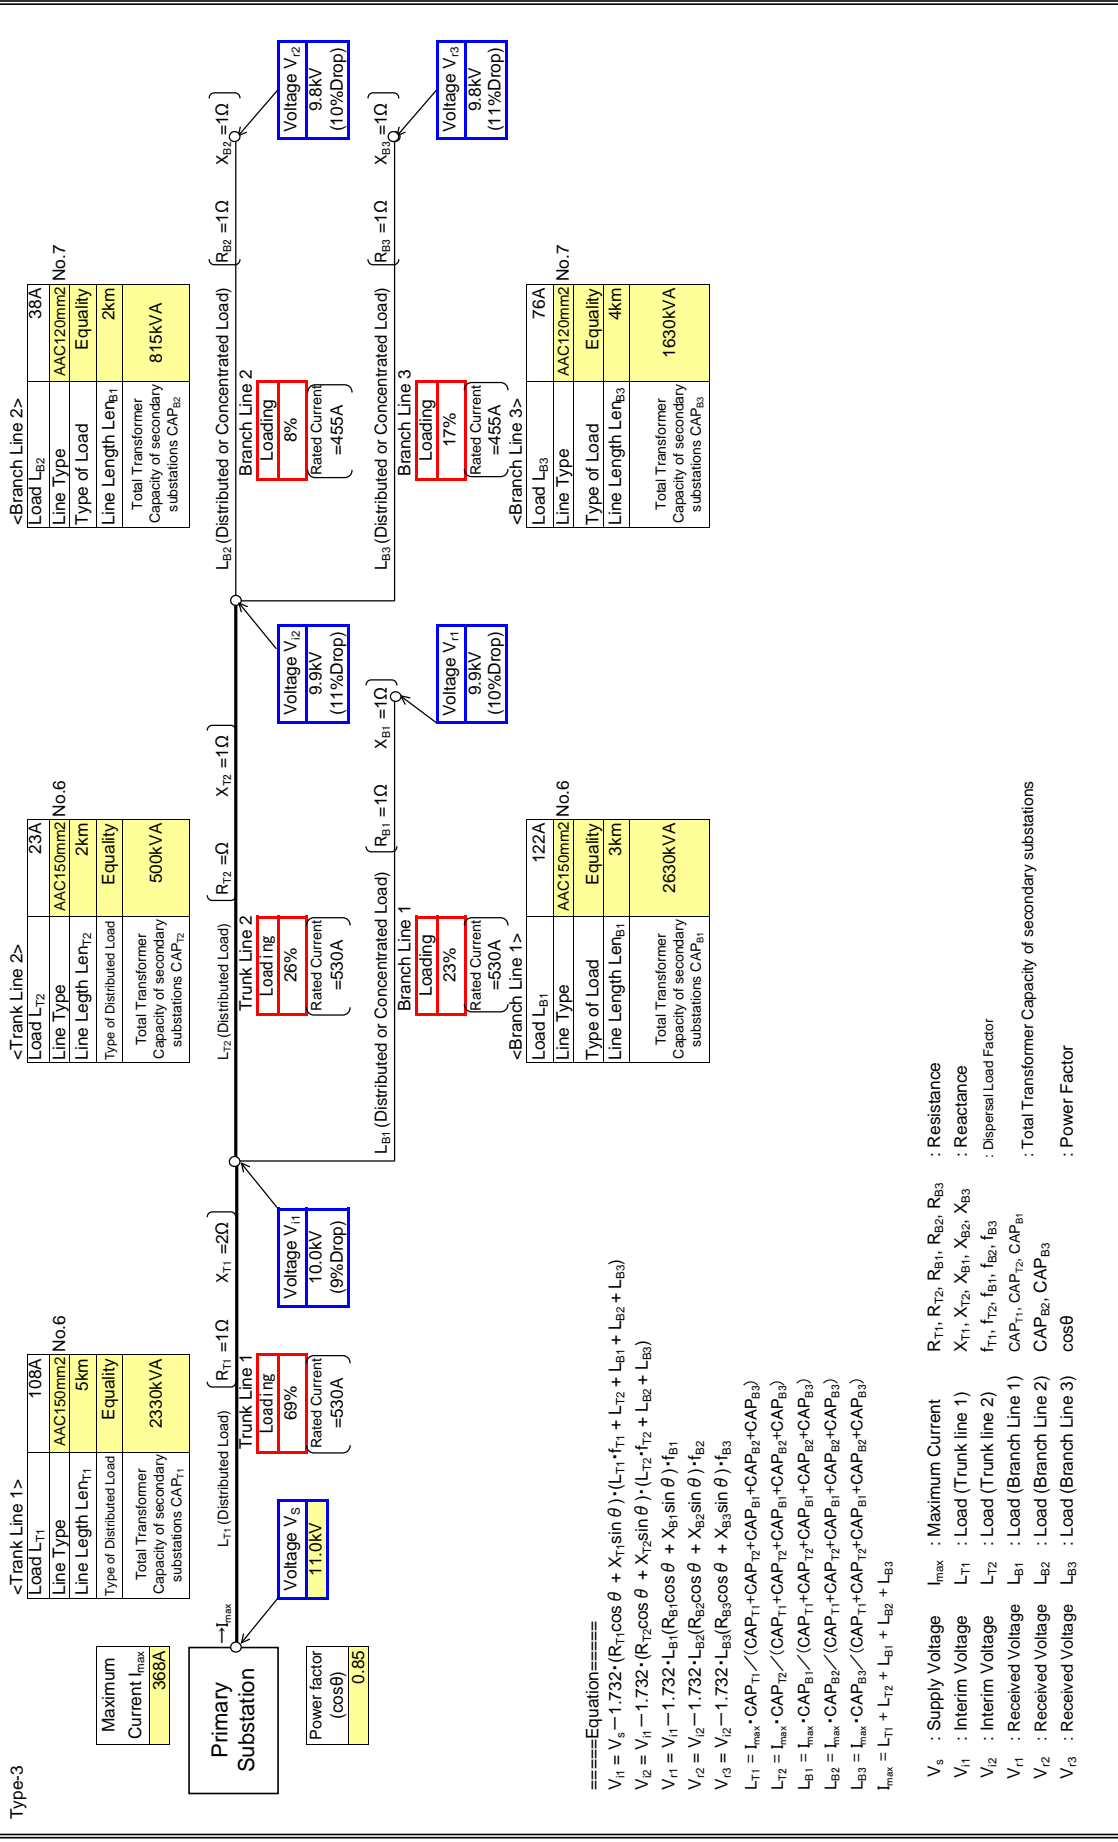 Type-3
Maximum
Current Imax
368A
Primary
Substation
→Imax
Power factor
(cosθ)
0.85
Voltage Vs
11.0kV
<Trank Line 1>
Load LT1 108A
Line Type AAC150mm2 No.6
Line Length LenT1 5km
Type of Distributed Load Equality
Total Transformer
Capacity of secondary
substations CAPT1
2330kVA
LT1 (Distributed Load) RT1 =1Ω XT1 =2Ω
Trunk Line 1
Loading
69%
Rated Current
=530A
Voltage Vi1
10.0kV
(9%Drop)
<Trank Line 2>
Load LT2 23A
Line Type AAC150mm2 No.6
Line Legth LenT2 2km
Type of Distributed Load Equality
Total Transformer
Capacity of secondary
substations CAPT2
500kVA
LT2 (Distributed Load) RT2 =Ω XT2 =1Ω
Trunk Line 2
Loading
26%
Rated Current
=530A
Voltage Vi2
9.9kV
(11%Drop)
LB1 (Distributed or Concentrated Load) RB1 =1Ω XB1 =1Ω
Branch Line 1
Loading
23%
Rated Current
=530A
Voltage Vr1
9.9kV
(10%Drop)
<Branch Line 1>
Load LB1 122A
Line Type AAC150mm2 No.6
Type of Load Equality
Line Length LenB1 3km
Total Transformer
Capacity of secondary
substations CAPB1
2630kVA
<Branch Line 2>
Load LB2 38A
Line Type AAC120mm2 No.7
Type of Load Equality
Line Length LenB1 2km
Total Transformer
Capacity of secondary
substations CAPB2
815kVA
LB2 (Distributed or Concentrated Load) RB2 =1Ω XB2 =1Ω
Branch Line 2
Loading
8%
Rated Current
=455A
Voltage Vr2
9.8kV
(10%Drop)
LB3 (Distributed or Concentrated Load) RB3 =1Ω XB3 =1Ω
Branch Line 3
Loading
17%
Rated Current
=455A
Voltage Vr3
9.8kV
(11%Drop)
<Branch Line 3>
Load LB3 76A
Line Type AAC120mm2 No.7
Type of Load Equality
Line Length LenB3 4km
Total Transformer
Capacity of secondary
substations CAPB3
1630kVA
=====Equation=====
Vi1 = Vs－1.732・(RT1cos θ + XT1sin θ)・(LT1・fT1 + LT2 + LB1 + LB2 + LB3)
Vi2 = Vi1－1.732・(RT2cos θ + XT2sin θ)・(LT2・fT2 + LB2 + LB3)
Vr1 = Vi1－1.732・LB1(RB1cos θ + XB1sin θ)・fB1
Vr2 = Vi2－1.732・LB2(RB2cos θ + XB2sin θ)・fB2
Vr3 = Vi2－1.732・LB3(RB3cos θ + XB3sin θ)・fB3
LT1 = Imax・CAPT1／(CAPT1+CAPT2+CAPB1+CAPB2+CAPB3)
LT2 = Imax・CAPT2／(CAPT1+CAPT2+CAPB1+CAPB2+CAPB3)
LB1 = Imax・CAPB1／(CAPT1+CAPT2+CAPB1+CAPB2+CAPB3)
LB2 = Imax・CAPB2／(CAPT1+CAPT2+CAPB1+CAPB2+CAPB3)
LB3 = Imax・CAPB3／(CAPT1+CAPT2+CAPB1+CAPB2+CAPB3)
Imax = LT1 + LT2 + LB1 + LB2 + LB3
Vs : Supply Voltage Imax : Maximum Current RT1, RT2, RB1, RB2, RB3 : Resistance
Vi1 : Interim Voltage LT1 : Load (Trunk line 1) XT1, XT2, XB1, XB2, XB3 : Reactance
Vi2 : Interim Voltage LT2 : Load (Trunk line 2) fT1, fT2, fB1, fB2, fB3 : Dispersal Load Factor
Vr1 : Received Voltage LB1 : Load (Branch Line 1) CAPT1, CAPT2, CAPB1 : Total Transformer Capacity of secondary substations
Vr2 : Received Voltage LB2 : Load (Branch Line 2) CAPB2, CAPB3
Vr3 : Received Voltage LB3 : Load (Branch Line 3) cosθ : Power Factor